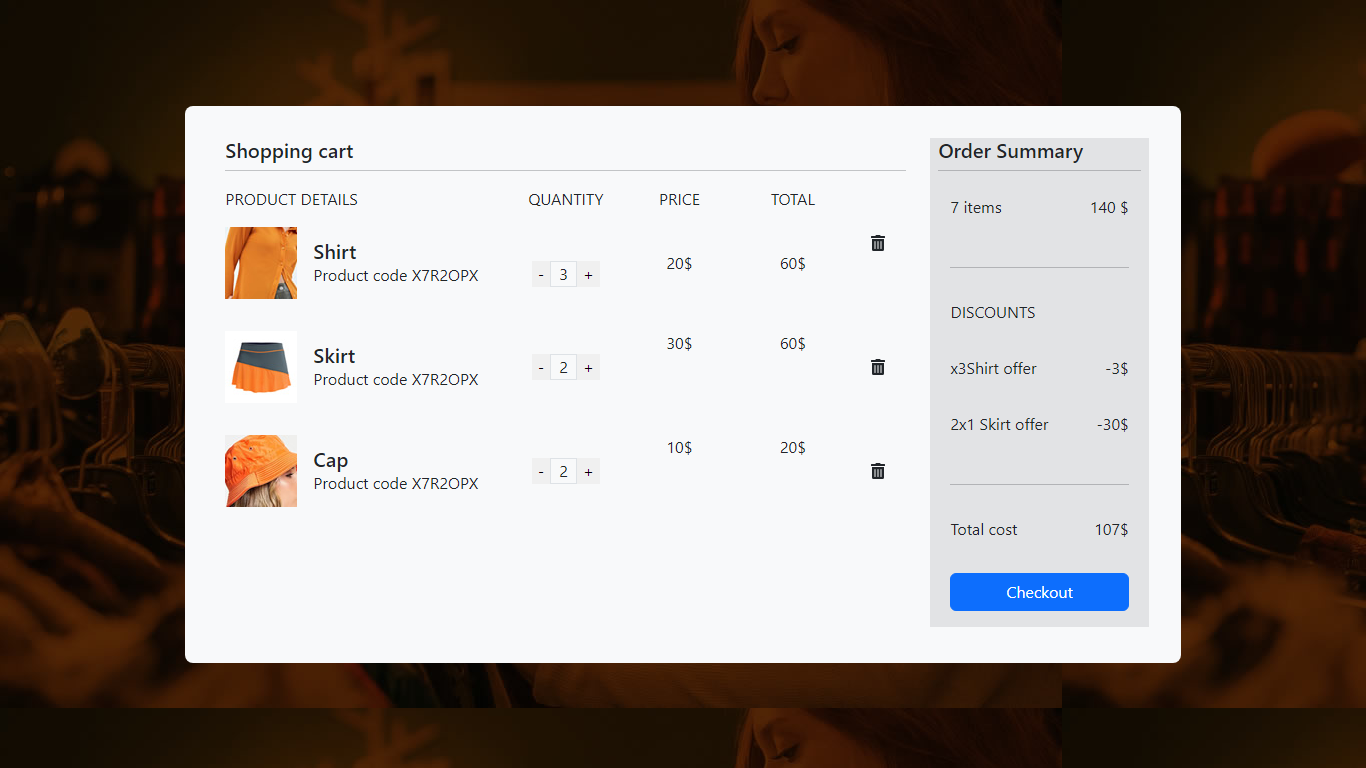 Shopping cart
PRODUCT DETAILS QUANTITY PRICE TOTAL
Shirt
Product code X7R2OPX
- 3 +
20$
60$
Skirt
Product code X7R2OPX
- 2 +
30$
60$
Cap
Product code X7R2OPX
- 2 +
10$
20$
Order Summary
7 items 140 $
DISCOUNTS
x3Shirt offer -3$
2x1 Skirt offer -30$
Total cost 107$
Checkout